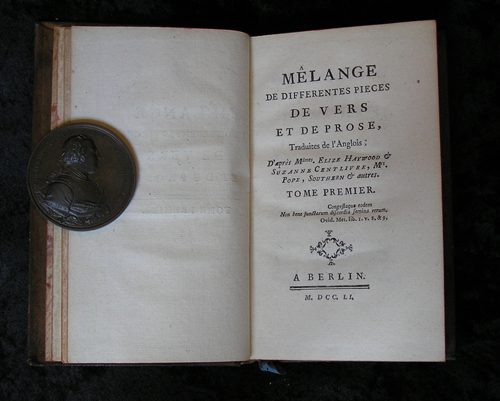 MÊLANGE
DE DIFFERENTES PIECES
DE VERS
ET DE PROSE,
Traduites de l'Anglois;
D'après Mdmes. ELIZE HAYWOOD &
SUZANNE CENTLIVRE, Mrs.
POPE, SOUTHERN & autres.
TOME PREMIER.
Congestaque eodem
Non bene junctarum discordia semina rerum.
Ovid. Met. lib. I. v. 8. & 9.
A BERLIN.
M. DCC. LI.